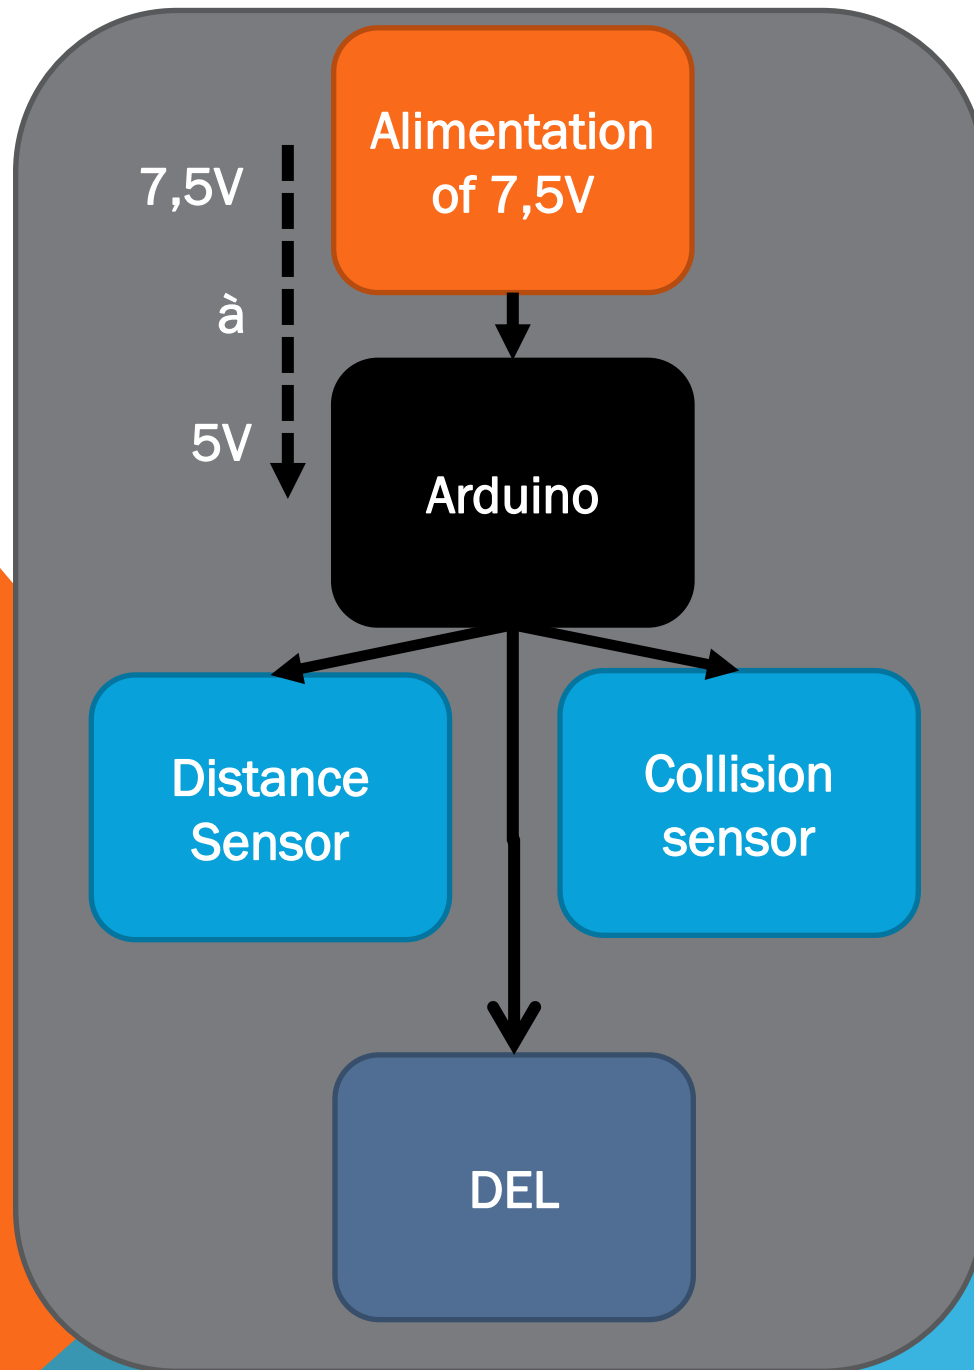 Alimentation
of 7,5V
7,5V
à
5V
Arduino
Distance
Sensor
Collision
sensor
DEL